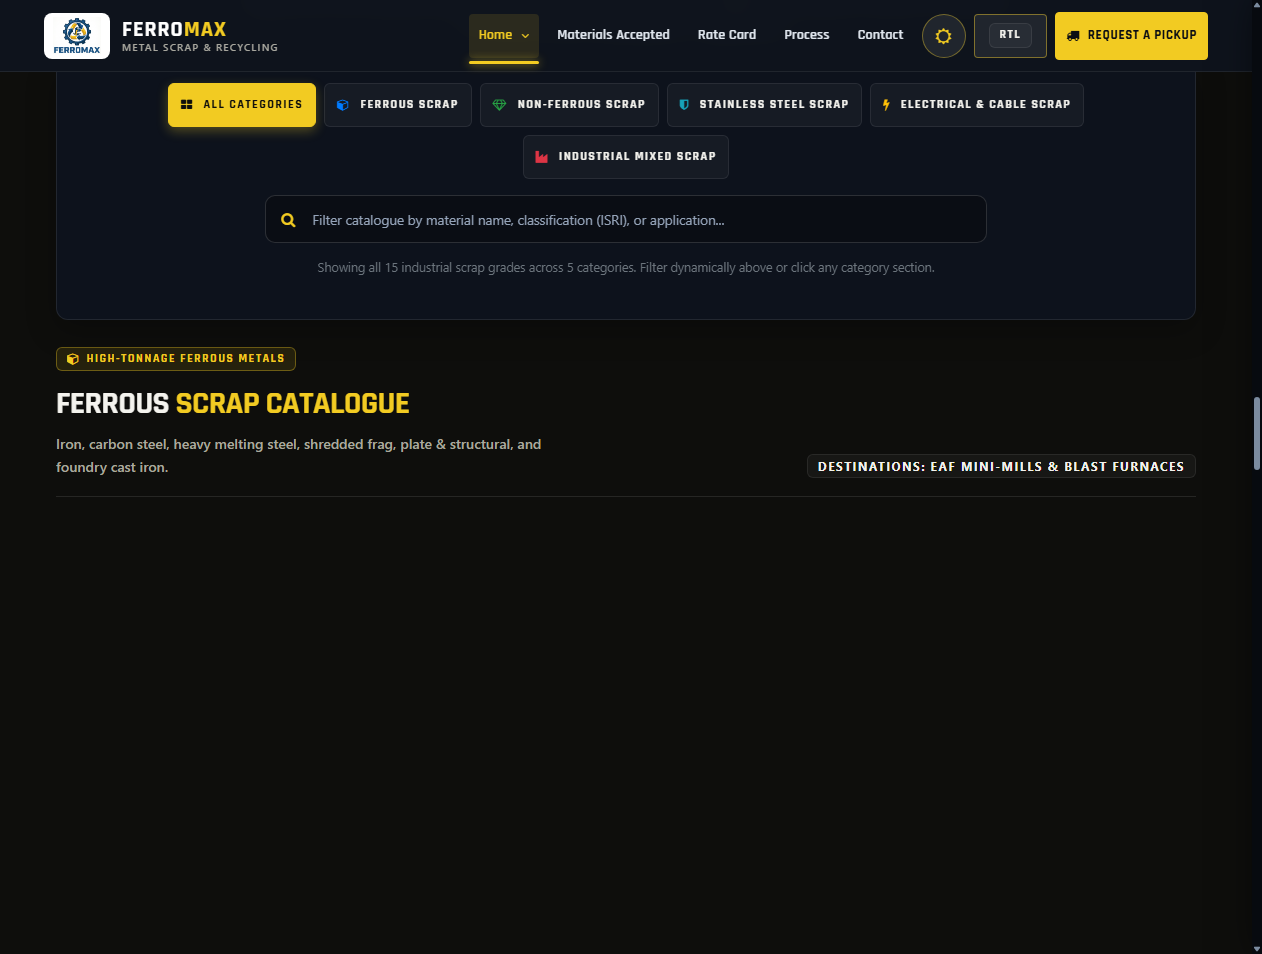 FERROMAX
FERROMAX
METAL SCRAP & RECYCLING
Home
Materials Accepted
Rate Card
Process
Contact
RTL
REQUEST A PICKUP
ALL CATEGORIES
FERROUS SCRAP
NON-FERROUS SCRAP
STAINLESS STEEL SCRAP
ELECTRICAL & CABLE SCRAP
INDUSTRIAL MIXED SCRAP
Filter catalogue by material name, classification (ISRI), or application...
Showing all 15 industrial scrap grades across 5 categories. Filter dynamically above or click any category section.
HIGH-TONNAGE FERROUS METALS
FERROUS SCRAP CATALOGUE
Iron, carbon steel, heavy melting steel, shredded frag, plate & structural, and
foundry cast iron.
DESTINATIONS: EAF MINI-MILLS & BLAST FURNACES